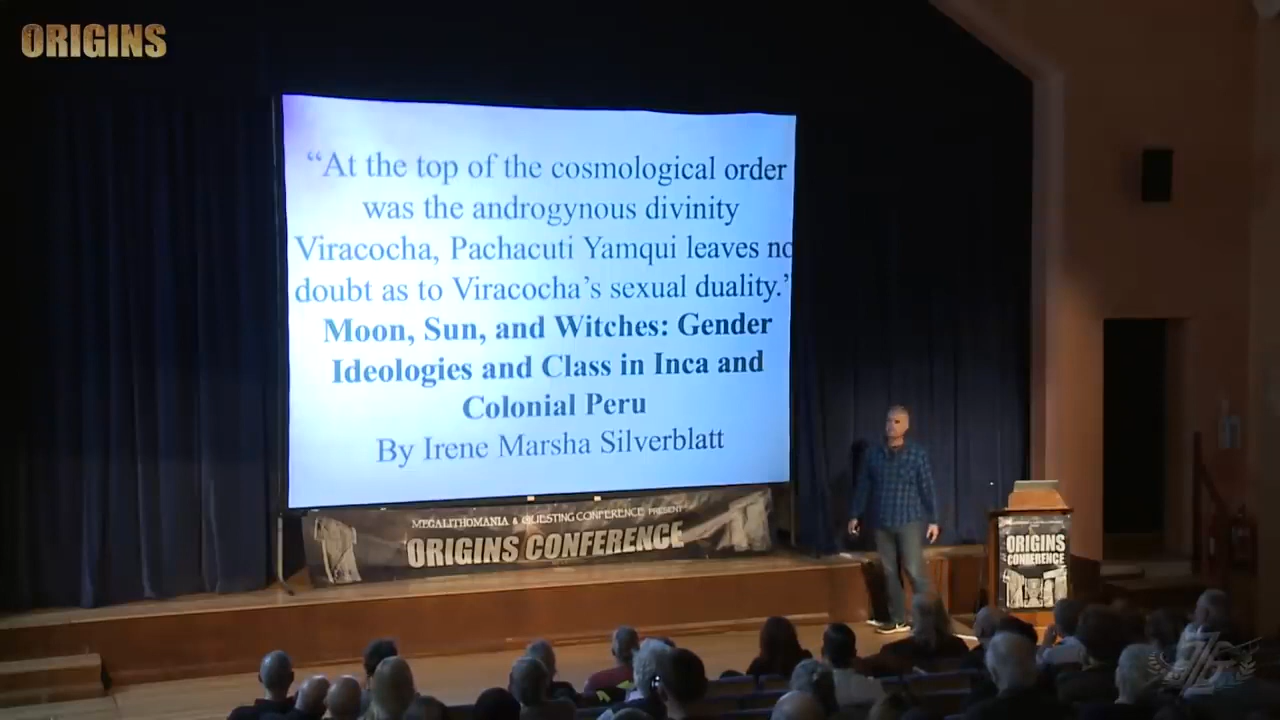 ORIGINS
“At the top of the cosmological order
was the androgynous divinity
Viracocha, Pachacuti Yamqui leaves no
doubt as to Viracocha’s sexual duality.”
Moon, Sun, and Witches: Gender
Ideologies and Class in Inca and
Colonial Peru
By Irene Marsha Silverblatt
MEGALITHOMANIA & QUESTING CONFERENCE PRESENT
ORIGINS CONFERENCE
ORIGINS
CONFERENCE